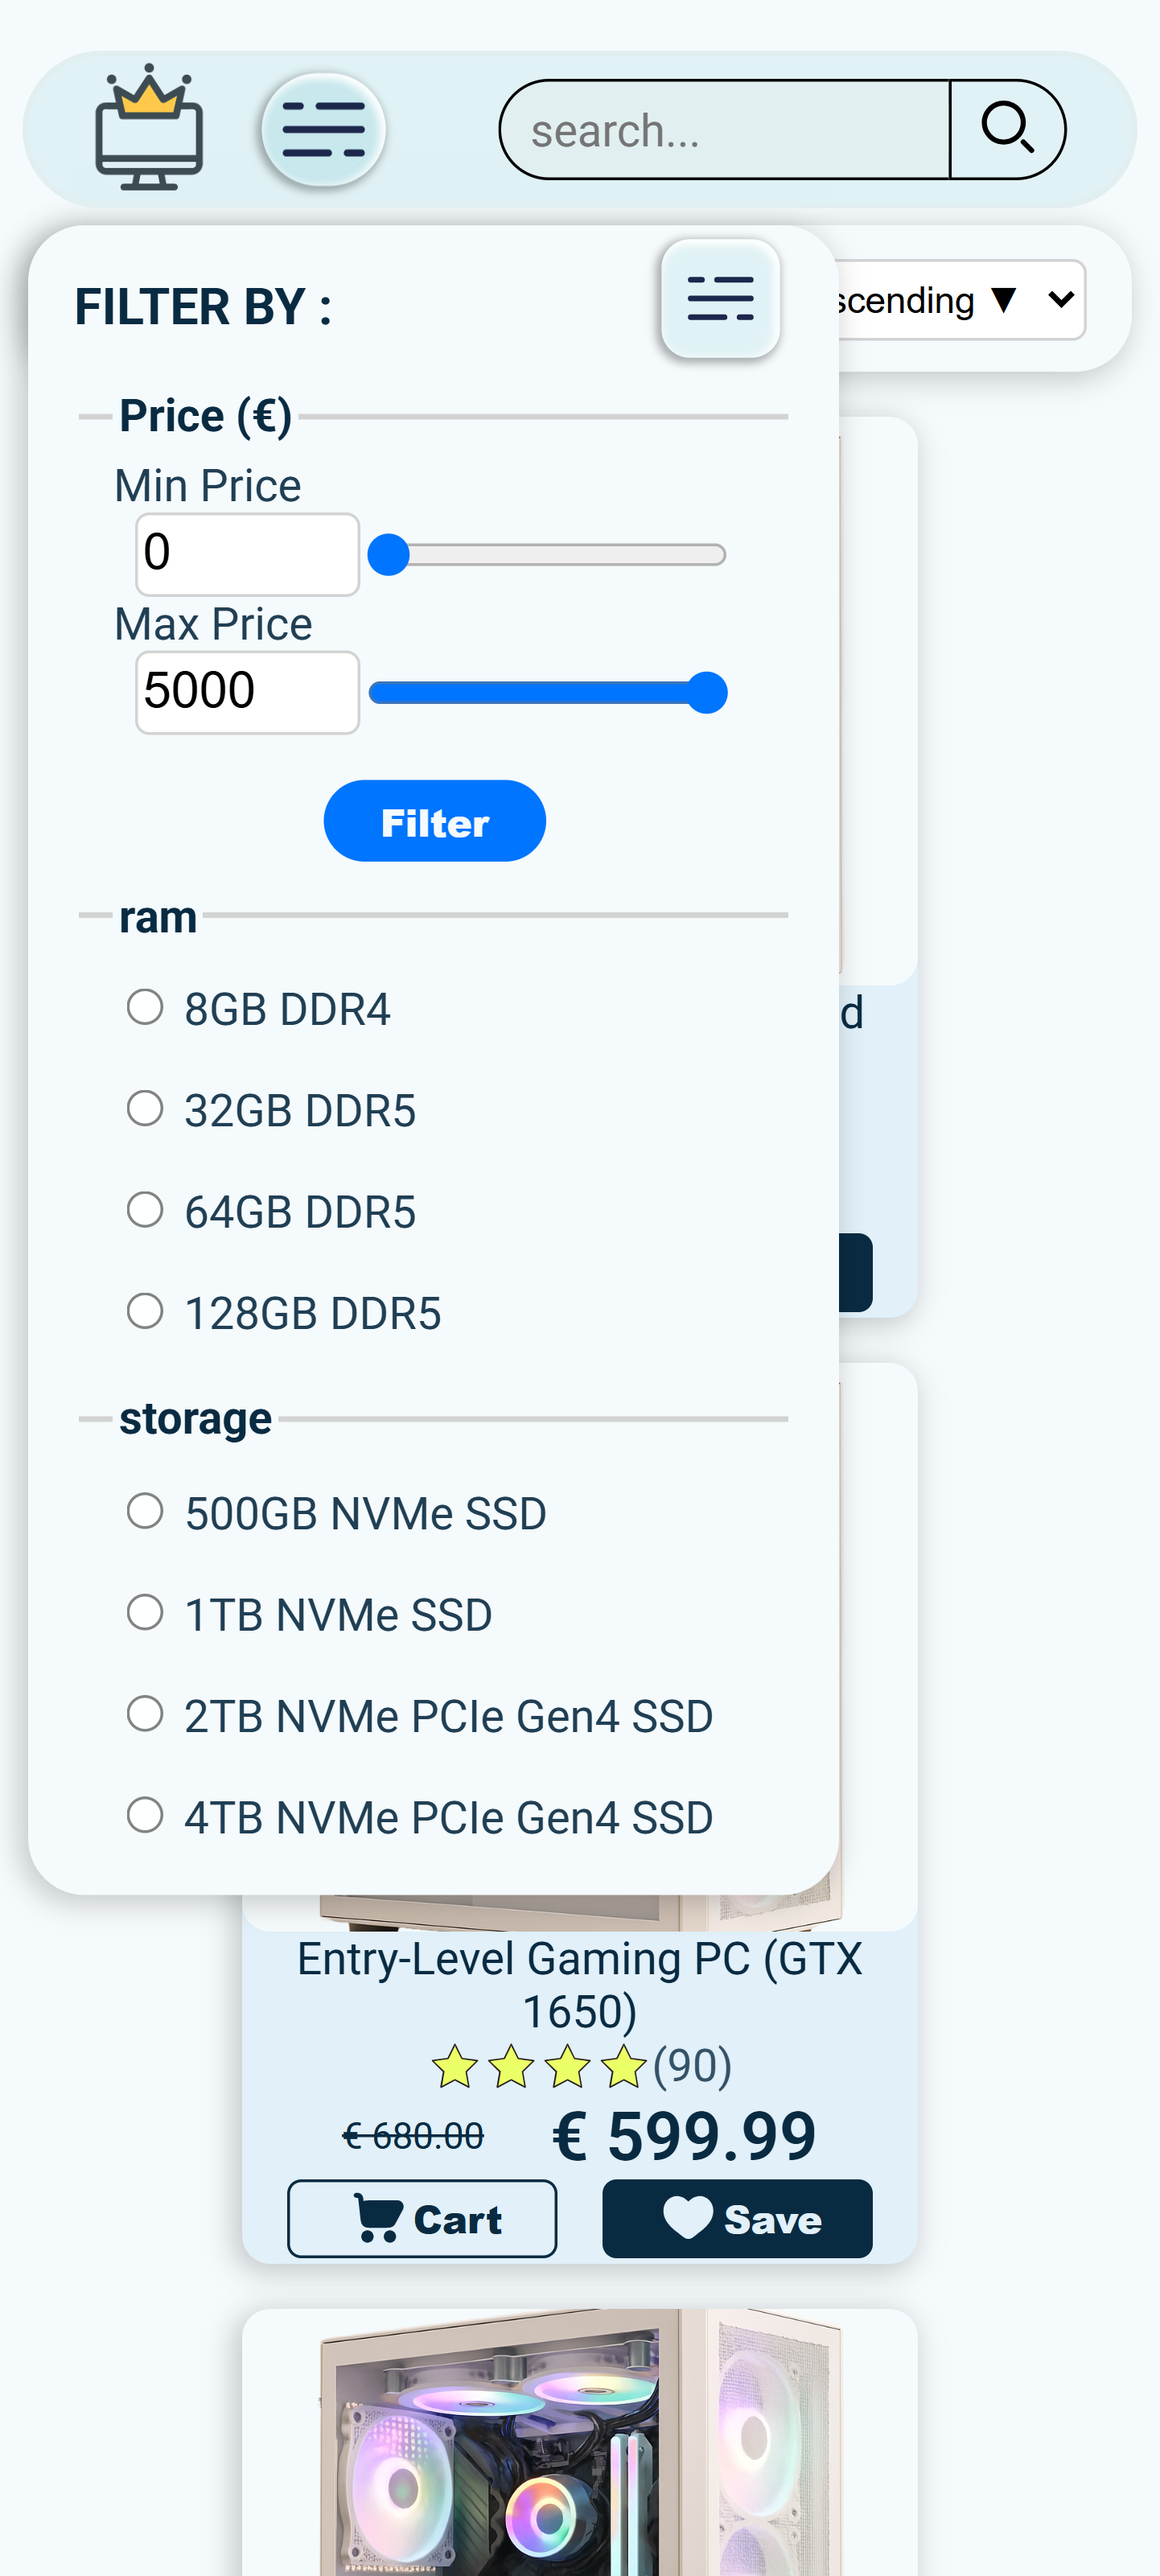 search...
FILTER BY :
scending ▼
Price (€)
Min Price
0
Max Price
5000
Filter
ram
8GB DDR4
d
32GB DDR5
64GB DDR5
128GB DDR5
storage
500GB NVMe SSD
1TB NVMe SSD
2TB NVMe PCIe Gen4 SSD
4TB NVMe PCIe Gen4 SSD
Entry-Level Gaming PC (GTX
1650)
(90)
€ 680.00 € 599.99
Cart Save